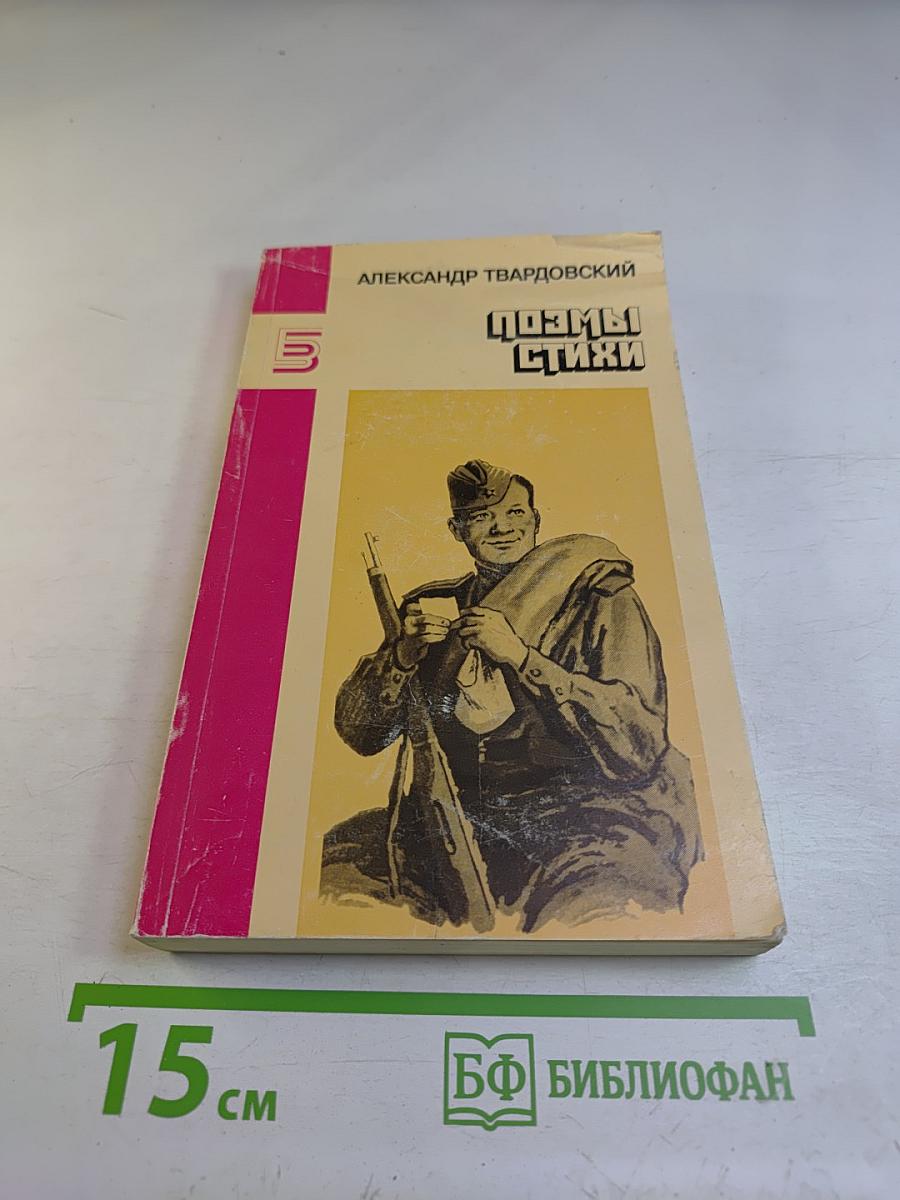 АЛЕКСАНДР ТВАРДОВСКИЙ
ПОЭМЫ
СТИХИ
Б
15 см
БФ БИБЛИОФАН